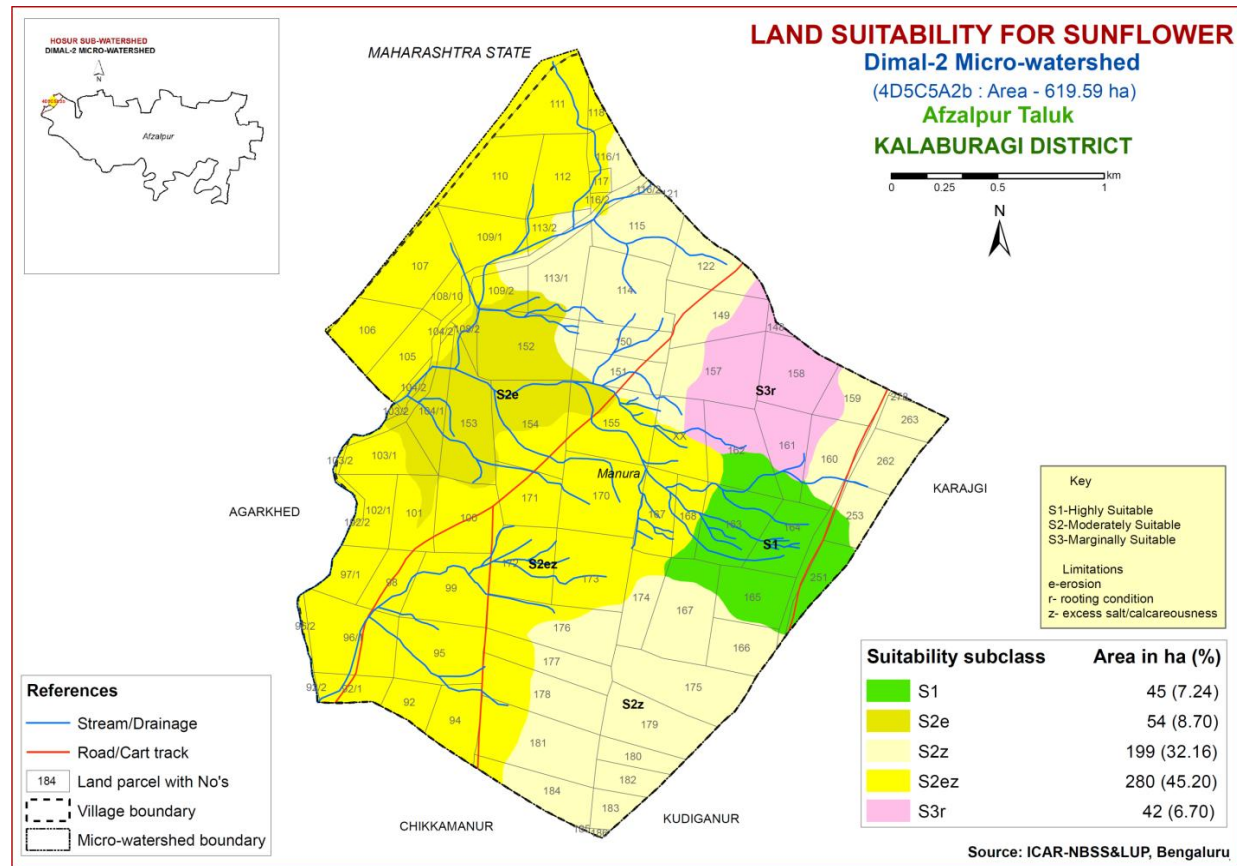 LAND SUITABILITY FOR SUNFLOWER
Dimal-2 Micro-watershed
(4D5C5A2b : Area - 619.59 ha)
Afzalpur Taluk
KALABURAGI DISTRICT
0 0.25 0.5 1 km
N
HOSUR SUB-WATERSHED
DIMAL-2 MICRO-WATERSHED
N
Afzalpur
MAHARASHTRA STATE
111
118
116/1
110
112
117
116/2
121
113/2
115
109/1
107
122
113/1
108/10
109/2
114
149
106
104/2
152
150
105
151
157
158
S3r
104/2
S2e
159
278
103/2
104/1
263
153
154
155
161
XX
162
160
103/2
103/1
262
Manura
KARAJGI
171
170
AGARKHED
102/1
101
100
167
168
163
164
253
S1
97/1
98
172
S2ez
173
251
99
174
167
165
176
96/1
95
166
177
92/2
92/1
178
175
92
94
S2z
179
181
180
182
184
183
CHIKKAMANUR
KUDIGANUR
Key
S1-Highly Suitable
S2-Moderately Suitable
S3-Marginally Suitable
Limitations
e-erosion
r- rooting condition
z- excess salt/calcareousness
Suitability subclass Area in ha (%)
S1 45 (7.24)
S2e 54 (8.70)
S2z 199 (32.16)
S2ez 280 (45.20)
S3r 42 (6.70)
References
Stream/Drainage
Road/Cart track
184 Land parcel with No's
Village boundary
Micro-watershed boundary
Source: ICAR-NBSS&LUP, Bengaluru